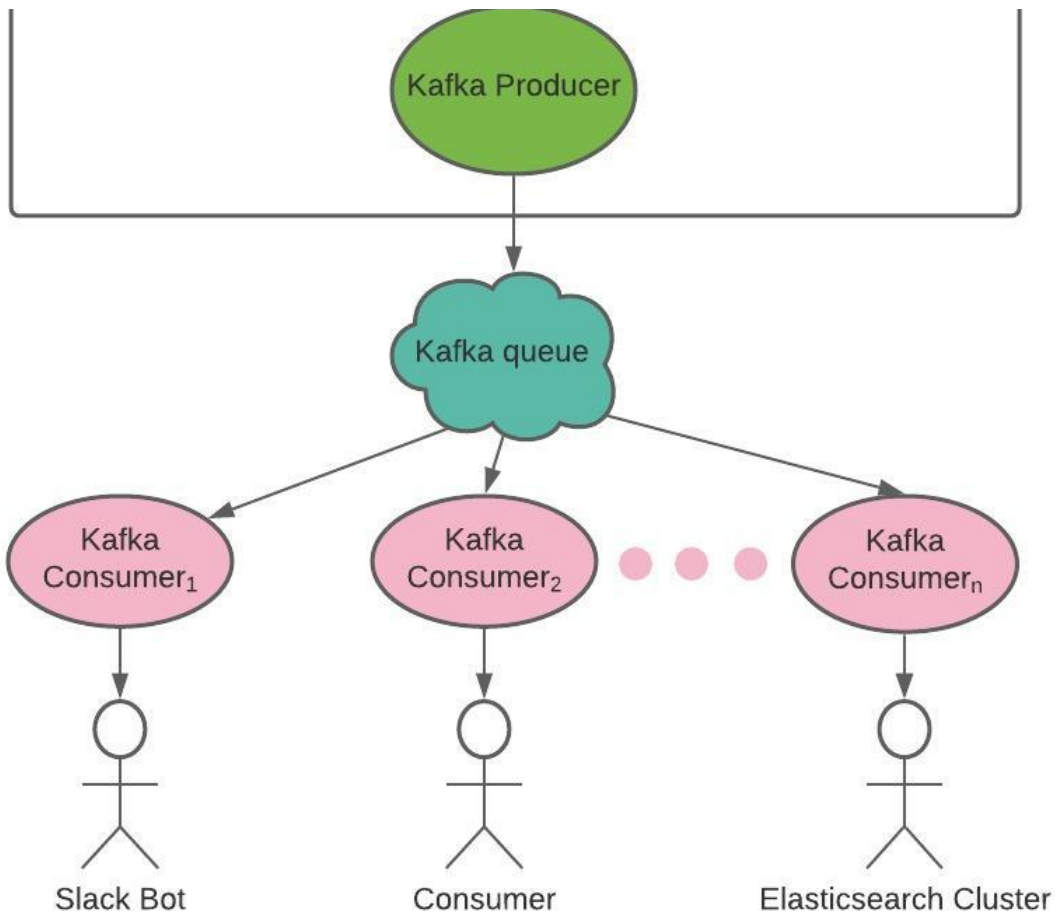 Kafka Producer
Kafka queue
Kafka
Consumer₁
Kafka
Consumer₂
Kafka
Consumerₙ
Slack Bot
Consumer
Elasticsearch Cluster